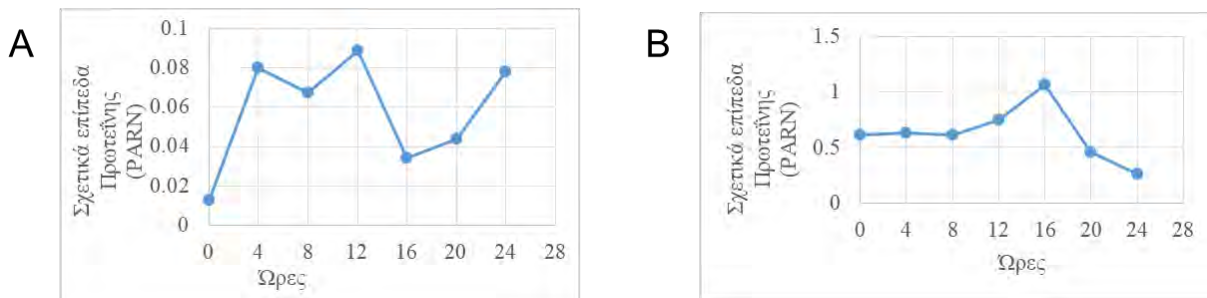 A
Σχετικά επίπεδα
Πρωτεΐνης
(PARN)
0.1
0.08
0.06
0.04
0.02
0
0 4 8 12 16 20 24 28
Ώρες
B
Σχετικά επίπεδα
Πρωτεΐνης
(PARN)
1.5
1
0.5
0
0 4 8 12 16 20 24 28
Ώρες